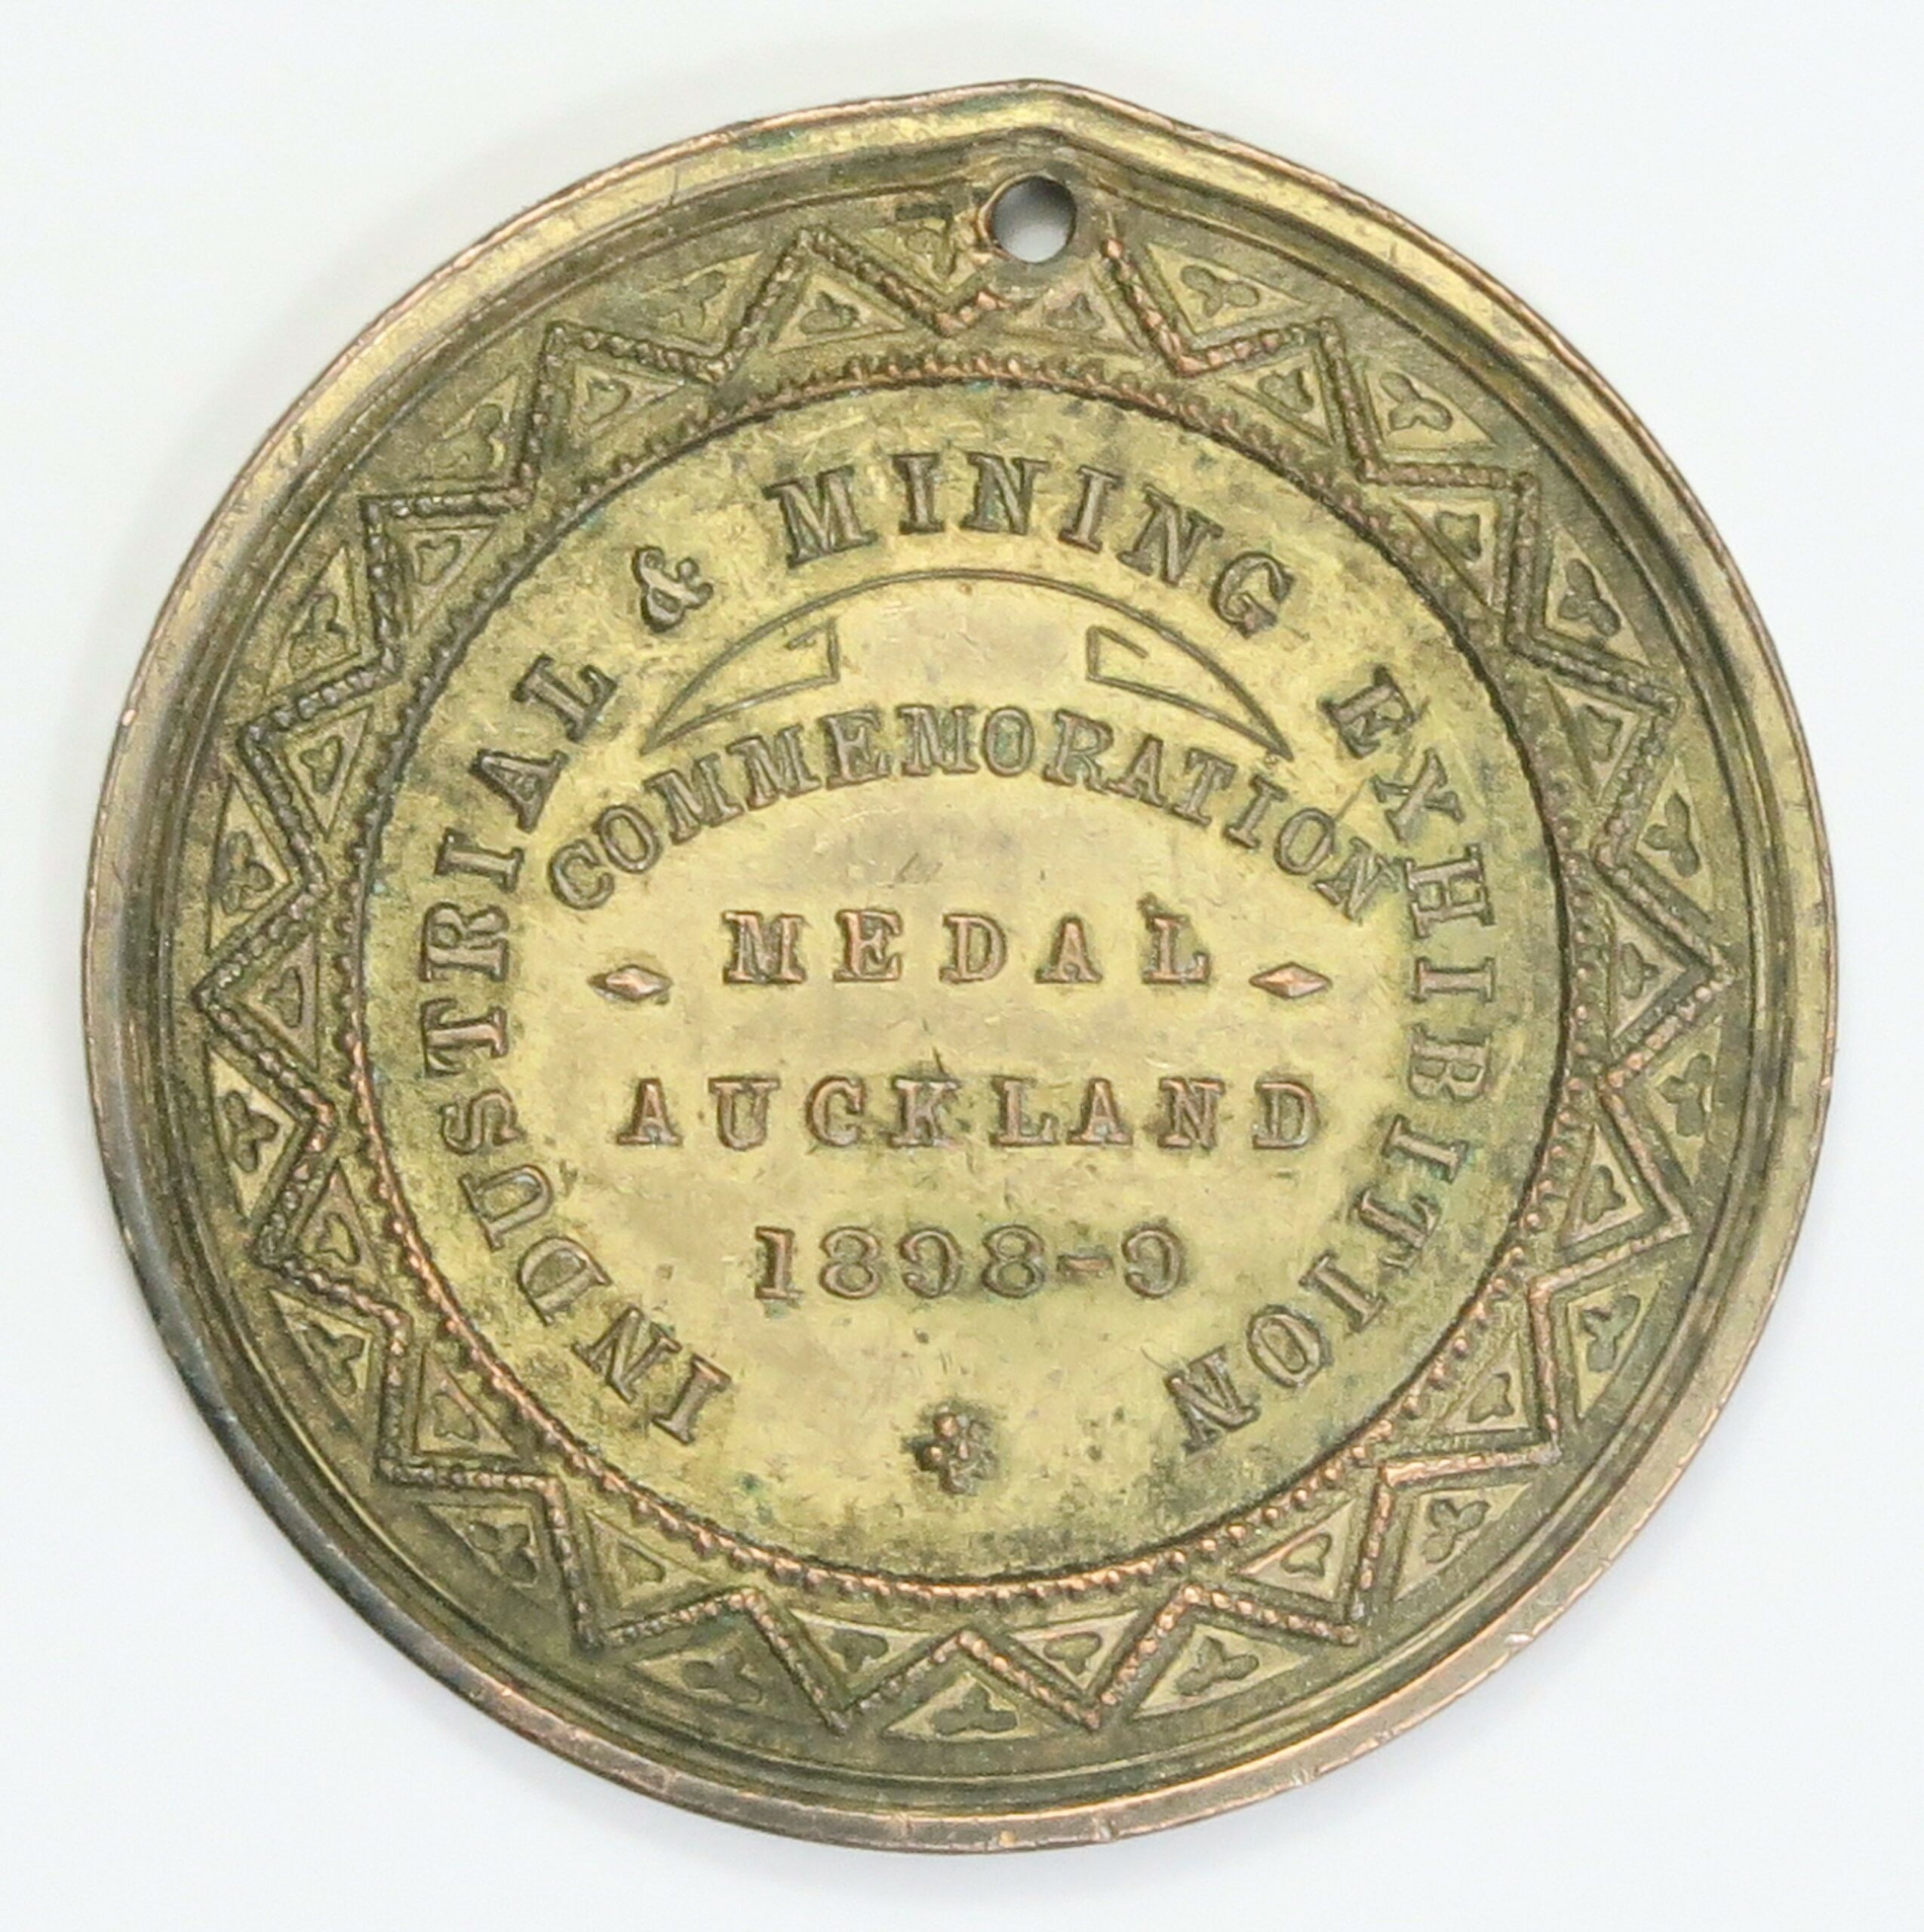 INDUSTRIAL & MINING EXHIBITION
COMMEMORATION
MEDAL
AUCKLAND
1898-9